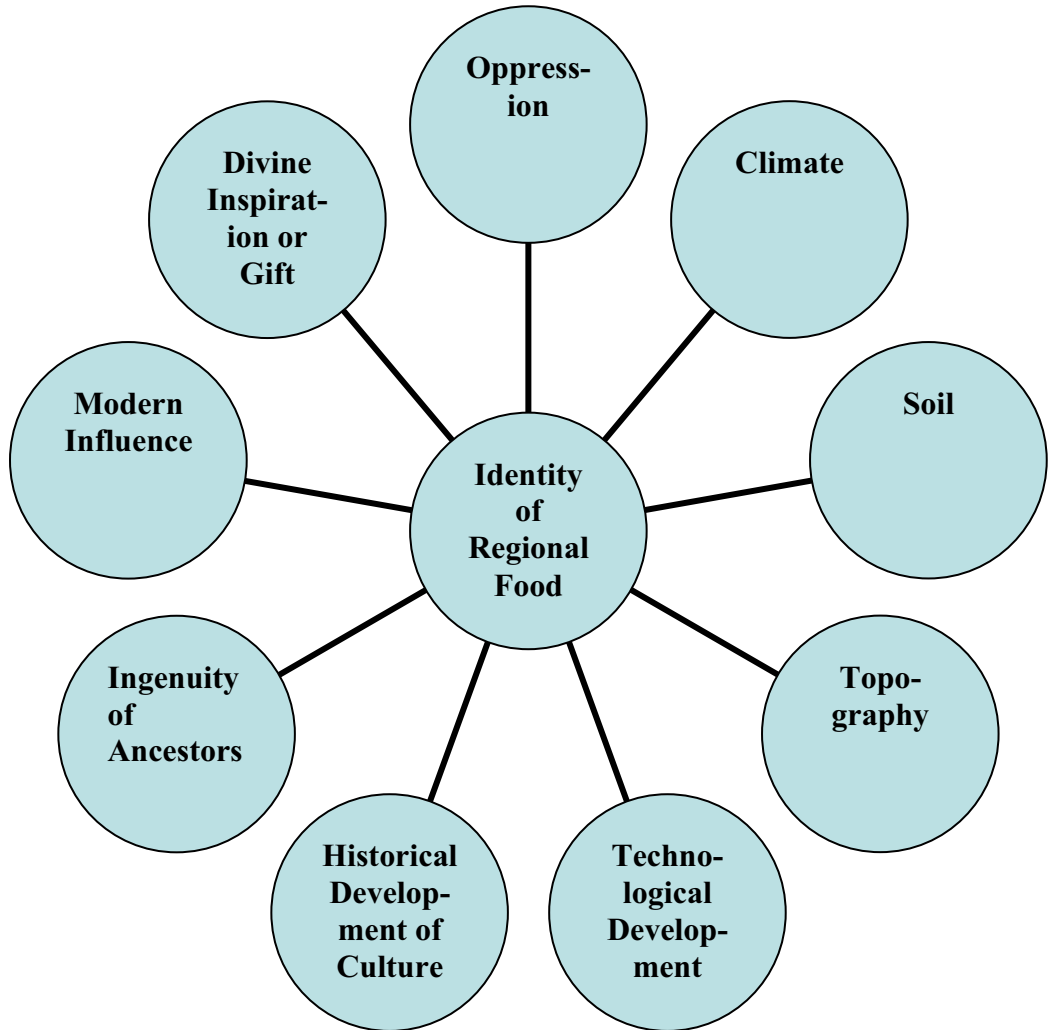 Oppress-
ion
Climate
Divine
Inspirat-
ion or
Gift
Modern
Influence
Soil
Identity
of
Regional
Food
Ingenuity
of
Ancestors
Topo-
graphy
Historical
Develop-
ment of
Culture
Techno-
logical
Develop-
ment